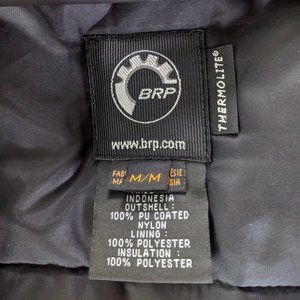 BRP
www.brp.com
THERMOLITE®
M/M
INDONESIA
OUTSHELL :
100% PU COATED
NYLON
LINING :
100% POLYESTER
INSULATION :
100% POLYESTER